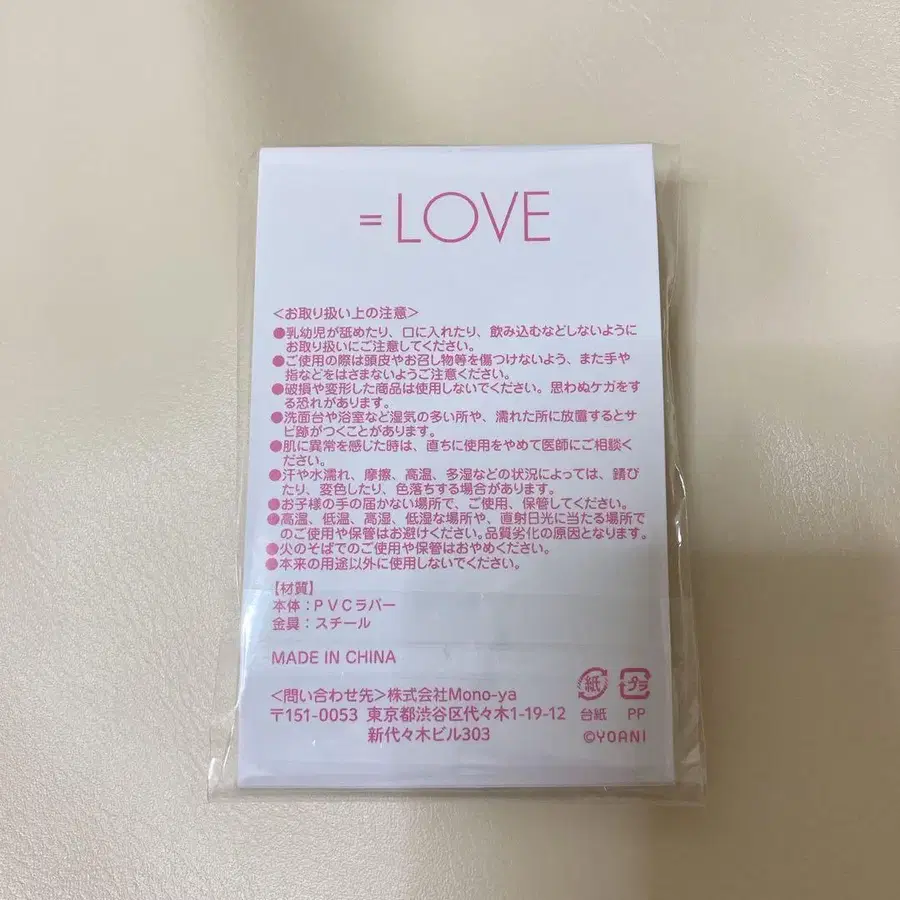 =LOVE
<お取り扱い上の注意>
●乳幼児が舐めたり、口に入れたり、飲み込むなどしないように
お取り扱いにご注意してください。
●ご使用の際は頭皮やお召し物等を傷つけないよう、また手や
指などをはさまないようご注意ください。
●破損や変形した商品は使用しないでください。思わぬケガをす
る恐れがあります。
●洗面台や浴室など湿気の多い所や、濡れた所に放置するとサ
ビ跡がつくことがあります。
●肌に異常を感じた時は、直ちに使用をやめて医師にご相談く
ださい。
●汗や水濡れ、摩擦、高温、多湿などの状況によっては、錆び
たり、変色したり、色落ちする場合があります。
●お子様の手の届かない場所で、ご使用、保管してください。
●高温、低温、高湿、低湿な場所や、直射日光に当たる場所で
のご使用や保管はお避けください。品質劣化の原因となります。
●火のそばでのご使用や保管はおやめください。
●本来の用途以外に使用しないでください。
【材質】
本体：PVCラバー
金具：スチール
MADE IN CHINA
<問い合わせ先>株式会社Mono-ya
〒151-0053 東京都渋谷区代々木1-19-12
新代々木ビル303
紙 プラ
台紙 PP
©YOANI